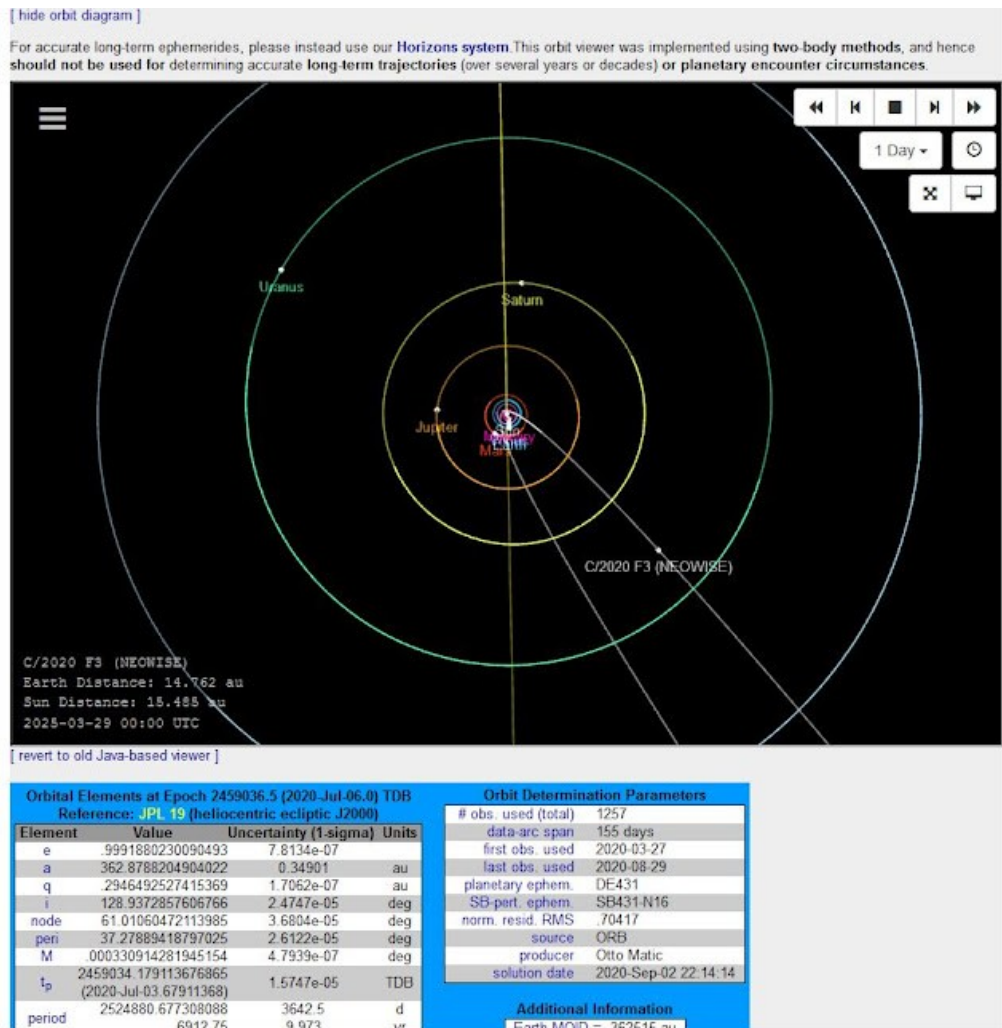 [ hide orbit diagram ]
For accurate long-term ephemerides, please instead use our Horizons system.This orbit viewer was implemented using two-body methods, and hence
should not be used for determining accurate long-term trajectories (over several years or decades) or planetary encounter circumstances.
1 Day
Uranus
Saturn
Jupiter
C/2020 F3 (NEOWISE)
C/2020 F3 (NEOWISE)
Earth Distance: 14.762 au
Sun Distance: 15.485 au
2025-03-29 00:00 UTC
[ revert to old Java-based viewer ]
Orbital Elements at Epoch 2459036.5 (2020-Jul-06.0) TDB
Reference: JPL 19 (heliocentric ecliptic J2000)
Element Value Uncertainty (1-sigma) Units
e .9991880230090493 7.8134e-07
a 362.8788204904022 0.34901 au
q .2946492527415369 1.7062e-07 au
i 128.9372857606766 2.4747e-05 deg
node 61.01060472113985 3.6804e-05 deg
peri 37.27889418797025 2.6122e-05 deg
M .000330914281945154 4.7939e-07 deg
tp 2459034.179113676865 1.5747e-05 TDB
(2020-Jul-03.67911368)
period 2524880.677308088 3642.5 d
6912.75 9.973 yr
Orbit Determination Parameters
# obs. used (total) 1257
data-arc span 155 days
first obs. used 2020-03-27
last obs. used 2020-08-29
planetary ephem. DE431
SB-pert. ephem. SB431-N16
norm. resid. RMS .70417
source ORB
producer Otto Matic
solution date 2020-Sep-02 22:14:14
Additional Information
Earth MOID = .362515 au